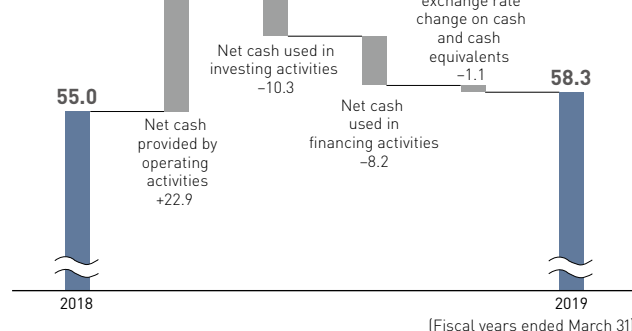 exchange rate
change on cash
and cash
equivalents
−1.1
Net cash used in
investing activities
−10.3
58.3
55.0
Net cash
used in
financing activities
−8.2
Net cash
provided by
operating
activities
+22.9
2018
2019
(Fiscal years ended March 31)